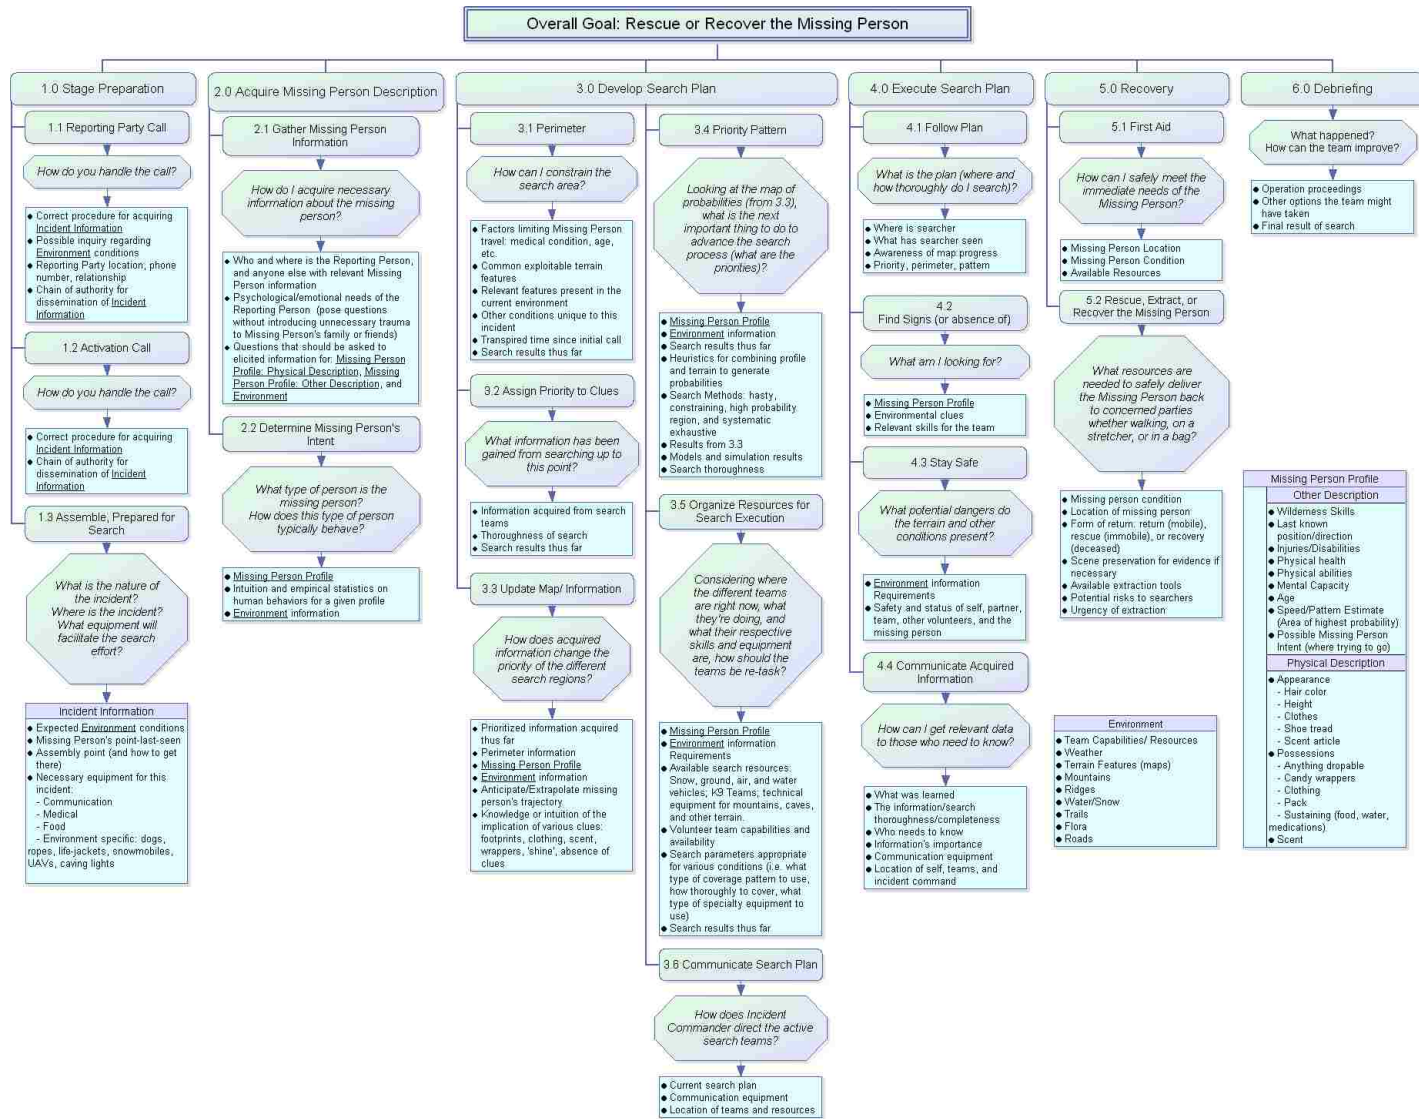 Overall Goal: Rescue or Recover the Missing Person
1.0 Stage Preparation
1.1 Reporting Party Call
How do you handle the call?
● Correct procedure for acquiring
Incident Information
● Possible inquiry regarding
Environment conditions
● Reporting Party location, phone
number, relationship
● Chain of authority for
dissemination of Incident
Information
1.2 Activation Call
How do you handle the call?
● Correct procedure for acquiring
Incident Information
● Chain of authority for
dissemination of Incident
Information
1.3 Assemble, Prepared for
Search
What is the nature of
the incident?
Where is the incident?
What equipment will
facilitate the search
effort?
Incident Information
● Expected Environment conditions
● Missing Person's point-last-seen
● Assembly point (and how to get
there)
● Necessary equipment for this
incident:
- Communication
- Medical
- Food
- Environment specific: dogs,
ropes, life-jackets, snowmobiles,
UAVs, caving lights
2.0 Acquire Missing Person Description
2.1 Gather Missing Person
Information
How do I acquire necessary
information about the missing
person?
◆ Who and where is the Reporting Person,
and anyone else with relevant Missing
Person information
◆ Psychological/emotional needs of the
Reporting Person (pose questions
without introducing unnecessary trauma
to Missing Person's family or friends)
◆ Questions that should be asked to
elicited information for: Missing Person
Profile: Physical Description, Missing
Person Profile: Other Description, and
Environment
2.2 Determine Missing Person's
Intent
What type of person is the
missing person?
How does this type of person
typically behave?
● Missing Person Profile
● Intuition and empirical statistics on
human behaviors for a given profile
● Environment information
3.0 Develop Search Plan
3.1 Perimeter
How can I constrain the
search area?
◆ Factors limiting Missing Person
travel: medical condition, age,
etc.
◆ Common exploitable terrain
features
◆ Relevant features present in the
current environment
◆ Other conditions unique to this
incident
◆ Transpired time since initial call
◆ Search results thus far
3.2 Assign Priority to Clues
What information has been
gained from searching up to
this point?
◆ Information acquired from search
teams
◆ Thoroughness of search
◆ Search results thus far
3.3 Update Map/ Information
How does acquired
information change the
priority of the different
search regions?
◆ Prioritized information acquired
thus far
◆ Perimeter information
● Missing Person Profile
◆ Environment information
◆ Anticipate/Extrapolate missing
person's trajectory
◆ Knowledge or intuition of the
implication of various clues:
footprints, clothing, scent,
wrappers, 'shine', absence of
clues
3.4 Priority Pattern
Looking at the map of
probabilities (from 3.3),
what is the next
important thing to do to
advance the search
process (what are the
priorities)?
● Missing Person Profile
● Environment information
● Search results thus far
● Heuristics for combining profile
and terrain to generate
probabilities
● Search Methods: hasty,
constraining, high probability
region, and systematic
exhaustive
● Results from 3.3
● Models and simulation results
● Search thoroughness
3.5 Organize Resources for
Search Execution
Considering where
the different teams
are right now, what
they're doing, and
what their respective
skills and equipment
are, how should the
teams be re-task?
● Missing Person Profile
● Environment information
Requirements
● Available search resources:
Snow, ground, air, and water
vehicles; K9 Teams; technical
equipment for mountains, caves,
and other terrain.
● Volunteer team capabilities and
availability
● Search parameters appropriate
for various conditions (i.e. what
type of coverage pattern to use,
how thoroughly to cover, what
type of specialty equipment to
use)
● Search results thus far
3.6 Communicate Search Plan
How does Incident
Commander direct the active
search teams?
● Current search plan
● Communication equipment
● Location of teams and resources
4.0 Execute Search Plan
4.1 Follow Plan
What is the plan (where and
how thoroughly do I search)?
● Where is searcher
● What has searcher seen
● Awareness of map progress
● Priority, perimeter, pattern
4.2
Find Signs (or absence of)
What am I looking for?
● Missing Person Profile
● Environmental clues
● Relevant skills for the team
4.3 Stay Safe
What potential dangers do
the terrain and other
conditions present?
● Environment information
Requirements
● Safety and status of self, partner,
team, other volunteers, and the
missing person
4.4 Communicate Acquired
Information
How can I get relevant data
to those who need to know?
● What was learned
● The information/search
thoroughness/completeness
● Who needs to know
● Information's importance
● Communication equipment
● Location of self, teams, and
incident command
5.0 Recovery
5.1 First Aid
How can I safely meet the
immediate needs of the
Missing Person?
● Missing Person Location
● Missing Person Condition
● Available Resources
5.2 Rescue, Extract, or
Recover the Missing Person
What resources are
needed to safely deliver
the Missing Person back
to concerned parties
whether walking, on a
stretcher, or in a bag?
● Missing person condition
● Location of missing person
● Form of return: return (mobile),
rescue (immobile), or recovery
(deceased)
● Scene preservation for evidence if
necessary
● Available extraction tools
● Potential risks to searchers
● Urgency of extraction
Environment
● Team Capabilities/ Resources
● Weather
● Terrain Features (maps)
● Mountains
● Ridges
● Water/Snow
● Trails
● Flora
● Roads
6.0 Debriefing
What happened?
How can the team improve?
● Operation proceedings
● Other options the team might
have taken
● Final result of search
Missing Person Profile
Other Description
● Wilderness Skills
● Last known
position/direction
● Injuries/Disabilities
● Physical health
● Physical abilities
● Mental Capacity
● Age
● Speed/Pattern Estimate
(Area of highest probability)
● Possible Missing Person
Intent (where trying to go)
Physical Description
● Appearance
- Hair color
- Height
- Clothes
- Shoe tread
- Scent article
● Possessions
- Anything dropable
- Candy wrappers
- Clothing
- Pack
- Sustaining (food, water,
medications)
● Scent